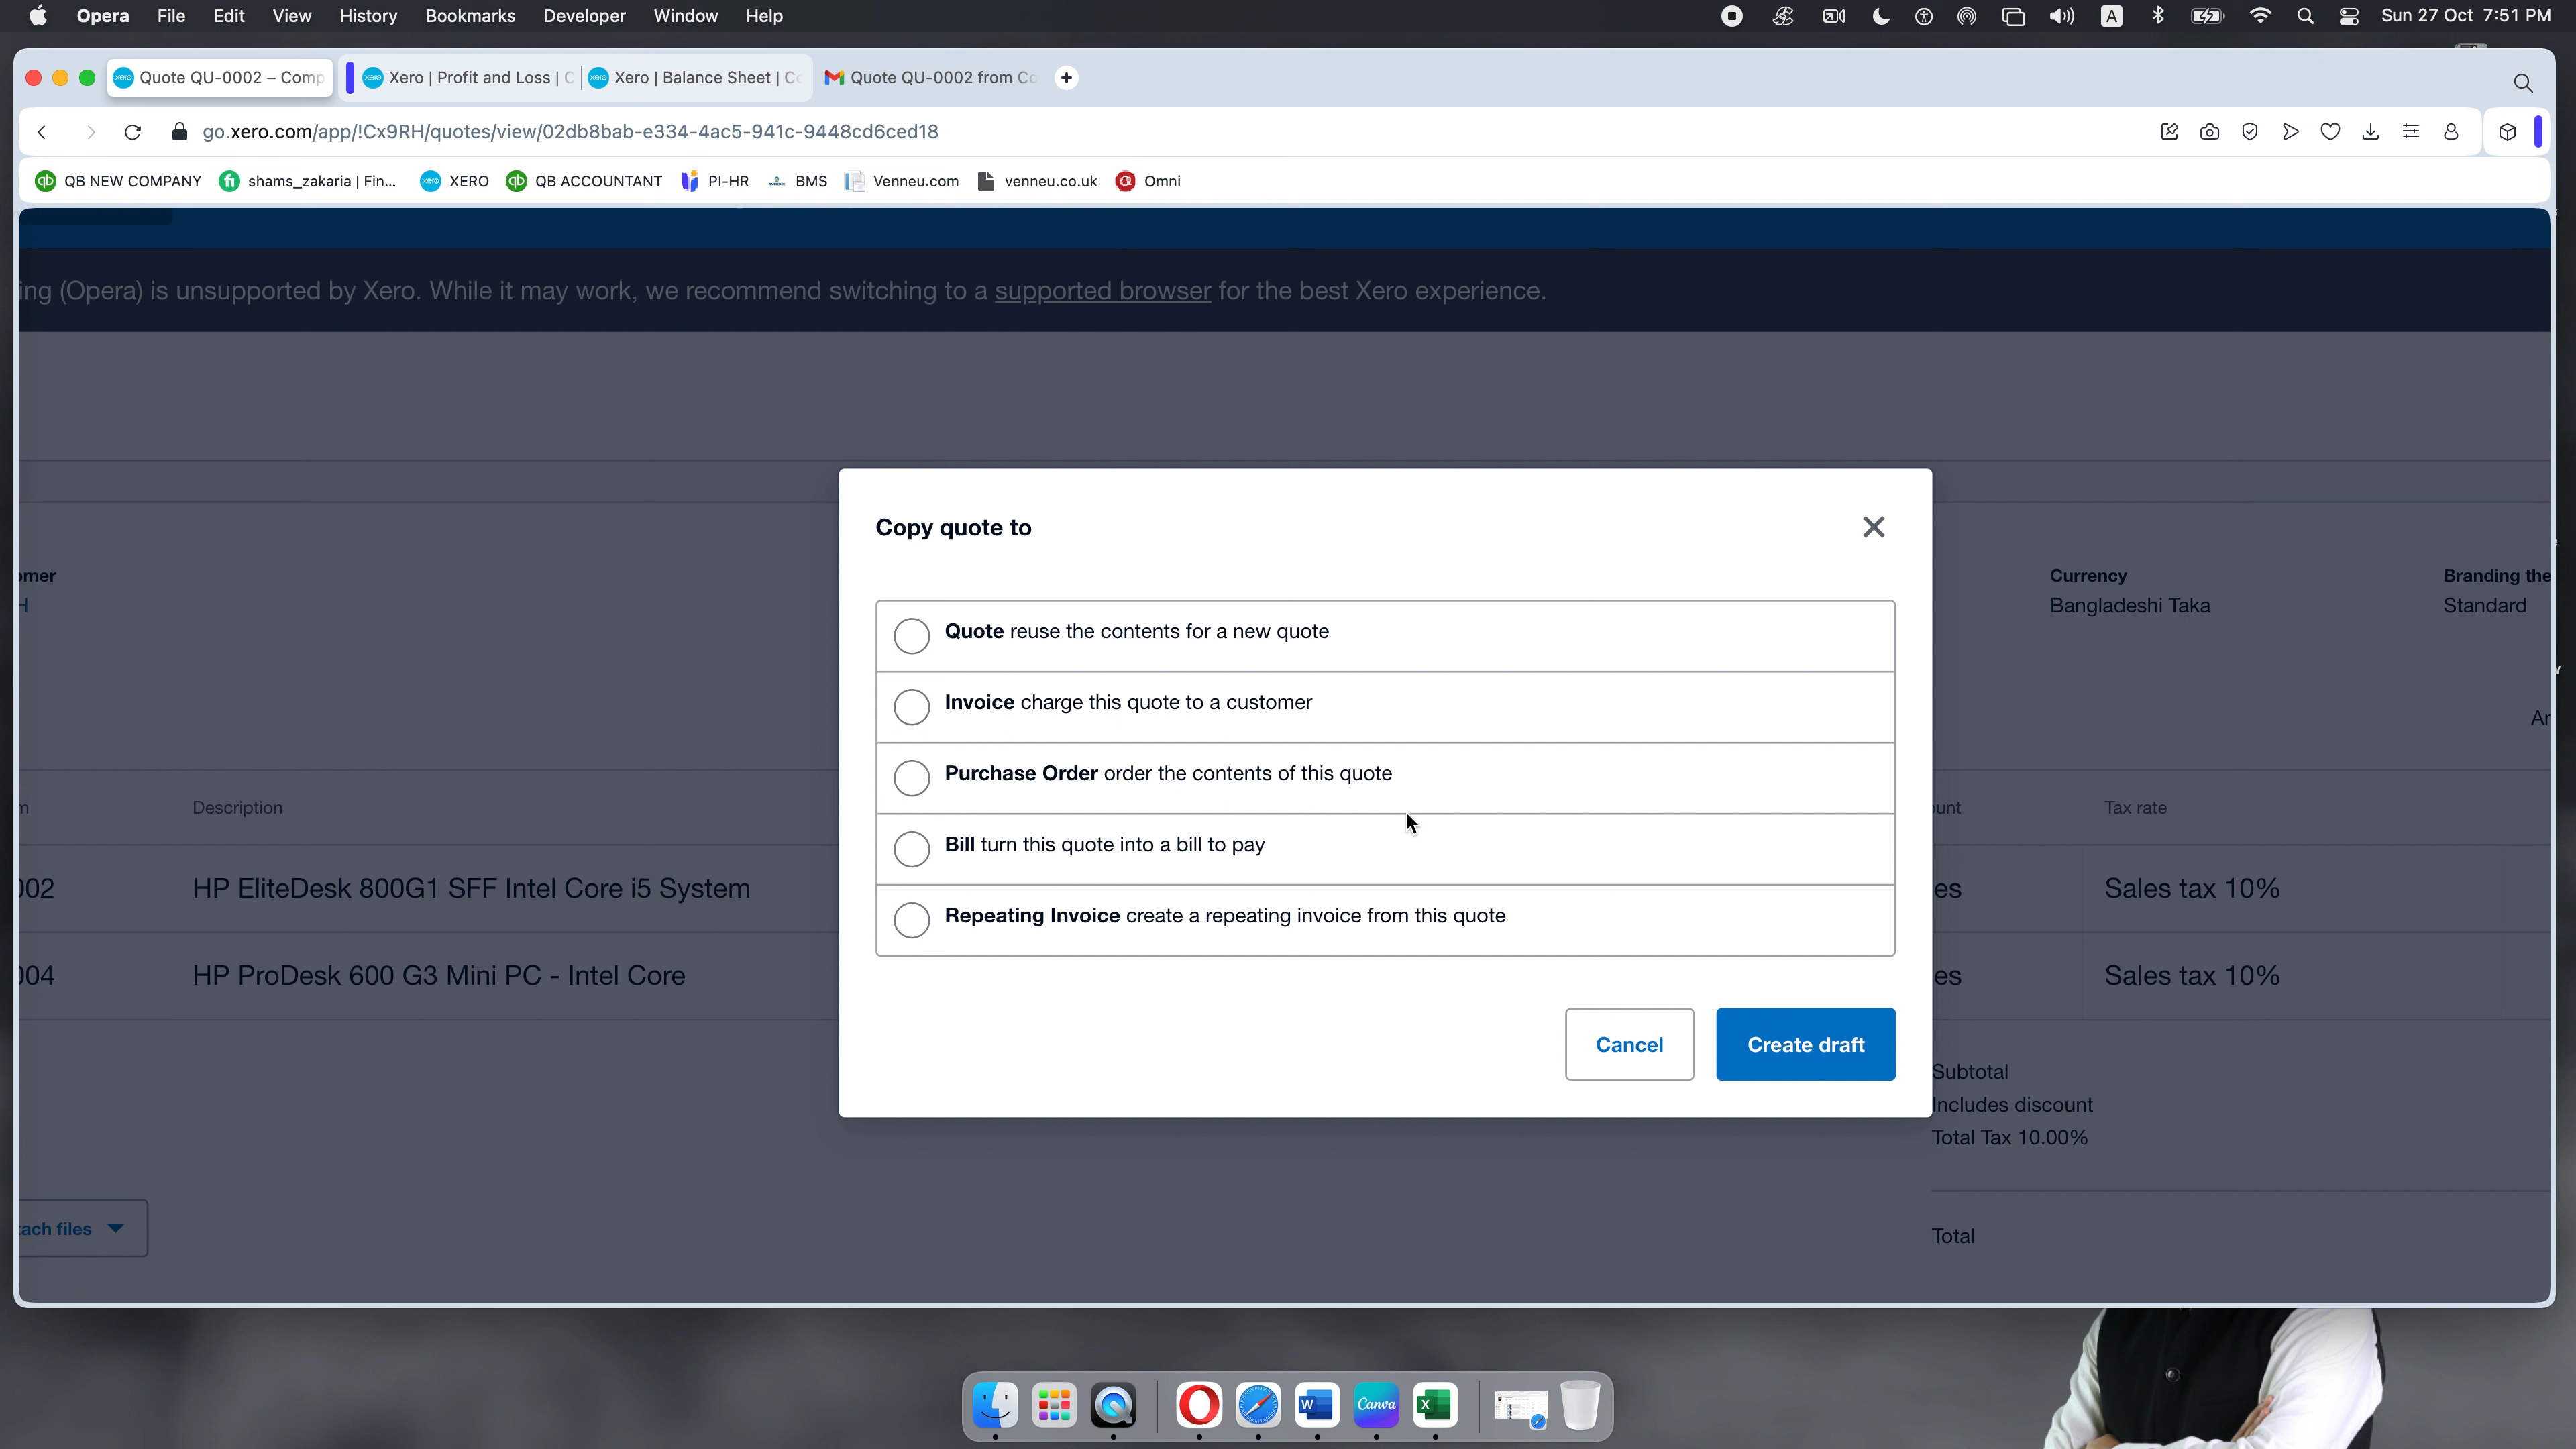 Opera File Edit View History Bookmarks Developer Window Help
A Sun 27 Oct 7:51 PM
Quote QU-0002 – Comp
Xero | Profit and Loss | C
Xero | Balance Sheet | Co
Quote QU-0002 from Co
go.xero.com/app/!Cx9RH/quotes/view/02db8bab-e334-4ac5-941c-9448cd6ced18
QB NEW COMPANY shams_zakaria | Fin... XERO QB ACCOUNTANT PI-HR BMS Venneu.com venneu.co.uk Omni
ing (Opera) is unsupported by Xero. While it may work, we recommend switching to a supported browser for the best Xero experience.
Copy quote to
omer Currency Branding the
H Bangladeshi Taka Standard
Quote reuse the contents for a new quote
Invoice charge this quote to a customer
Ar
Purchase Order order the contents of this quote
m Description unt Tax rate
Bill turn this quote into a bill to pay
002 HP EliteDesk 800G1 SFF Intel Core i5 System es Sales tax 10%
Repeating Invoice create a repeating invoice from this quote
004 HP ProDesk 600 G3 Mini PC - Intel Core es Sales tax 10%
Cancel Create draft
Subtotal
Includes discount
Total Tax 10.00%
tach files
Total
Canva